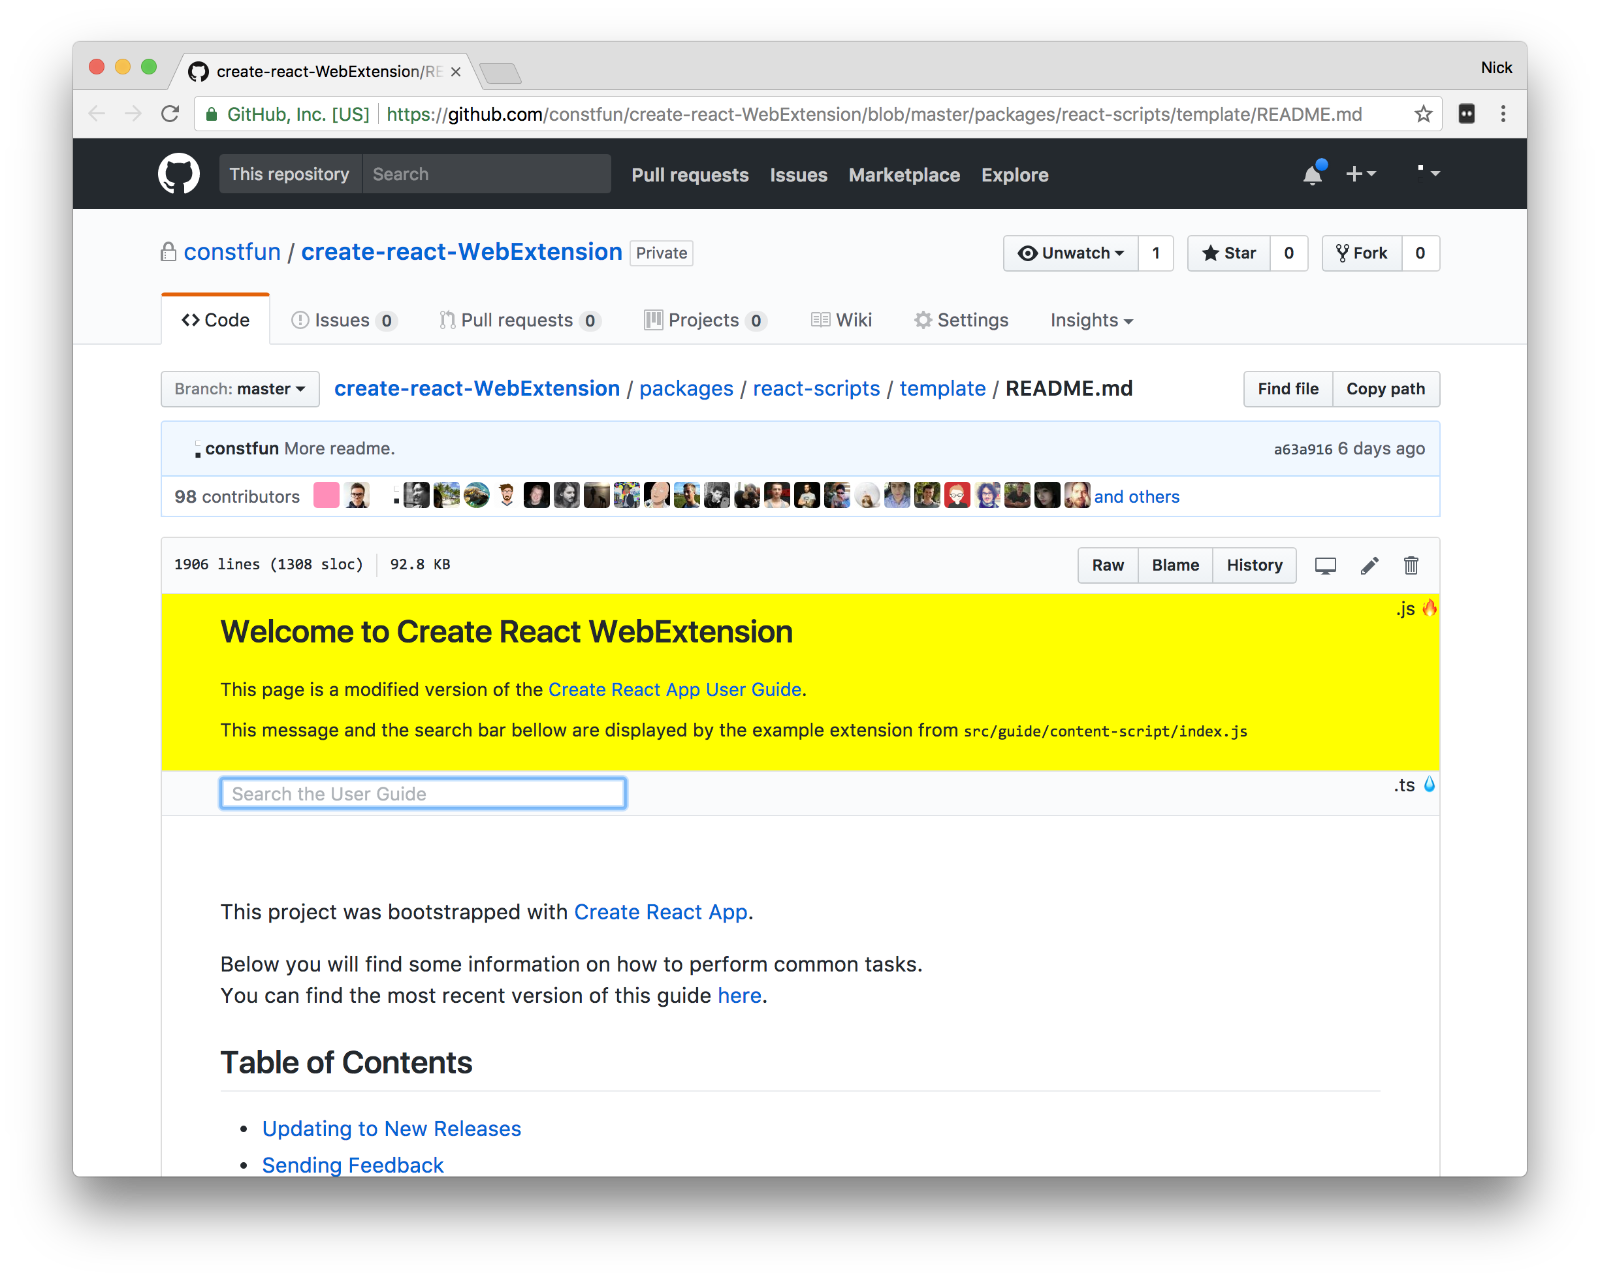 create-react-WebExtension/RE
Nick
GitHub, Inc. [US] https://github.com/constfun/create-react-WebExtension/blob/master/packages/react-scripts/template/README.md
This repository Search Pull requests Issues Marketplace Explore
constfun / create-react-WebExtension Private Unwatch 1 Star 0 Fork 0
Code Issues 0 Pull requests 0 Projects 0 Wiki Settings Insights
Branch: master create-react-WebExtension / packages / react-scripts / template / README.md Find file Copy path
constfun More readme. a63a916 6 days ago
98 contributors and others
1906 lines (1308 sloc) 92.8 KB Raw Blame History
.js 🔥
Welcome to Create React WebExtension
This page is a modified version of the Create React App User Guide.
This message and the search bar bellow are displayed by the example extension from src/guide/content-script/index.js
Search the User Guide .ts 💧
This project was bootstrapped with Create React App.
Below you will find some information on how to perform common tasks.
You can find the most recent version of this guide here.
Table of Contents
• Updating to New Releases
• Sending Feedback